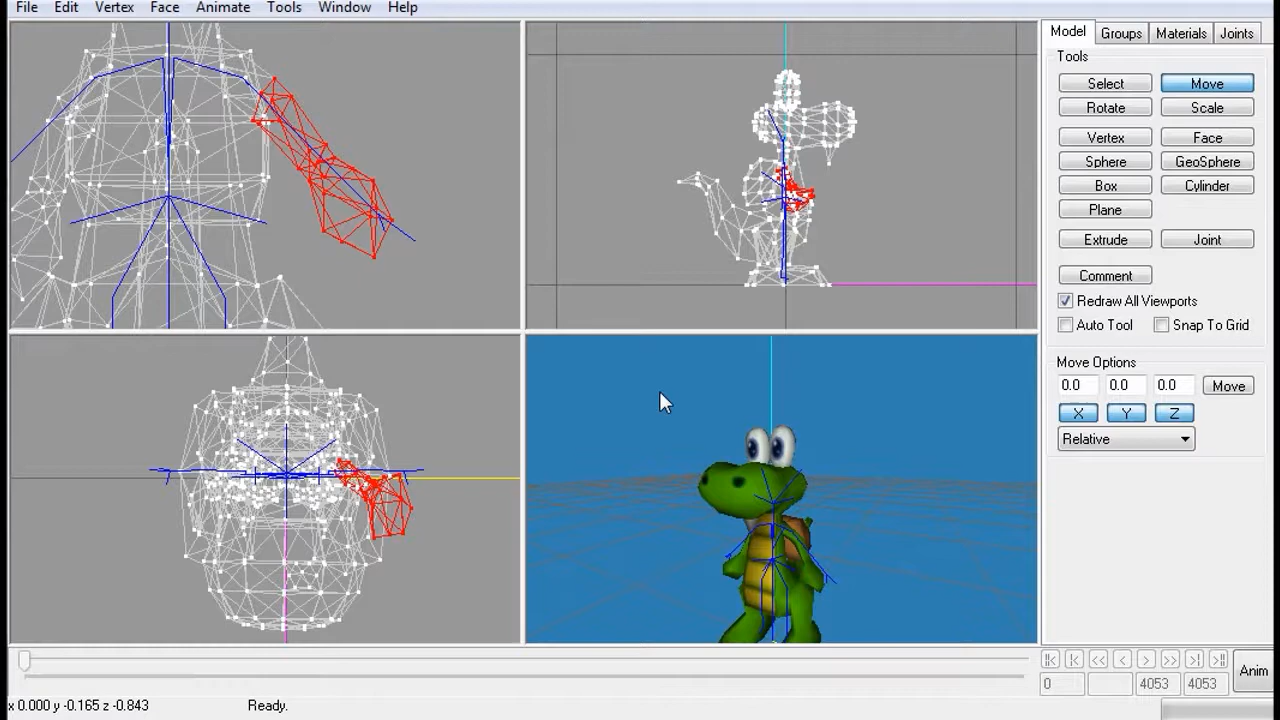 File Edit Vertex Face Animate Tools Window Help
Model Groups Materials Joints
Tools
Select Move
Rotate Scale
Vertex Face
Sphere GeoSphere
Box Cylinder
Plane
Extrude Joint
Comment
Redraw All Viewports
Auto Tool Snap To Grid
Move Options
0.0 0.0 0.0 Move
X Y Z
Relative
|< |< << < > >> >| >||
0 4053 4053 Anim
x 0.000 y -0.165 z -0.843 Ready.